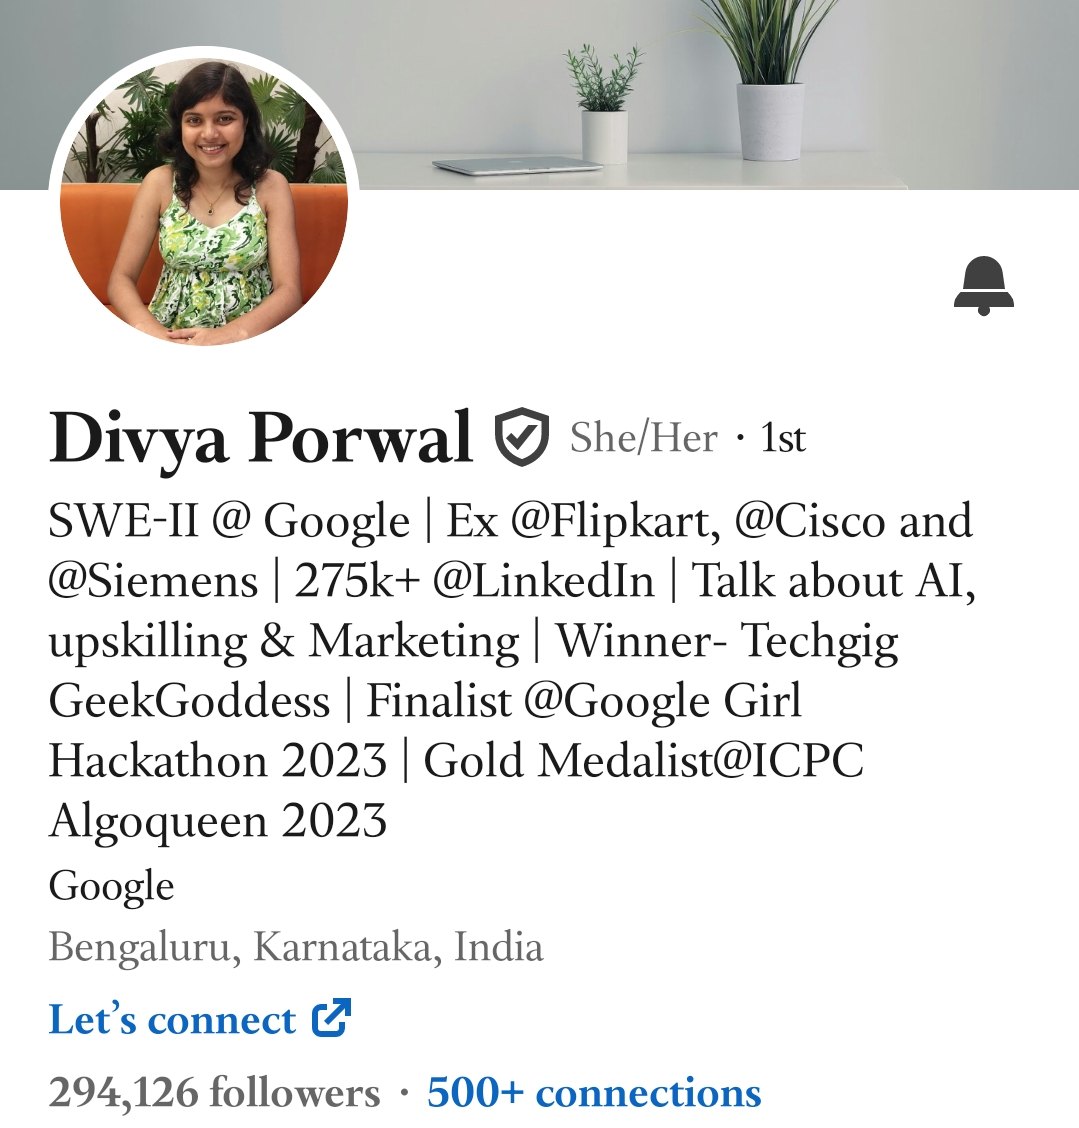 Divya Porwal She/Her · 1st
SWE-II @ Google | Ex @Flipkart, @Cisco and
@Siemens | 275k+ @LinkedIn | Talk about AI,
upskilling & Marketing | Winner- Techgig
GeekGoddess | Finalist @Google Girl
Hackathon 2023 | Gold Medalist@ICPC
Algoqueen 2023
Google
Bengaluru, Karnataka, India
Let's connect
294,126 followers · 500+ connections